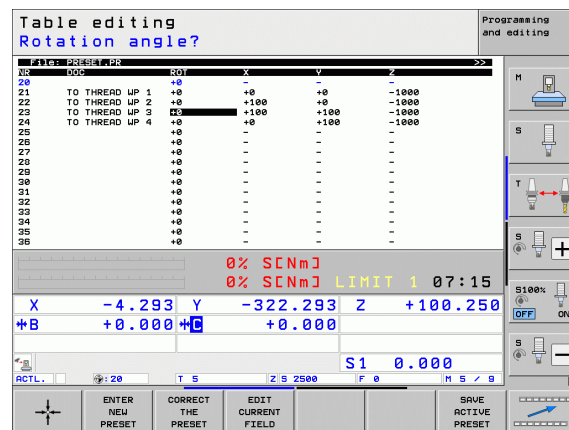 Table editing
Rotation angle?
Programming
and editing
File: PRESET.PR >>
NR DOC ROT X Y Z
20 +0 - - -
21 TO THREAD WP 1 +0 +0 +0 -1000
22 TO THREAD WP 2 +0 +100 +0 -1000
23 TO THREAD WP 3 +0 +100 +100 -1000
24 TO THREAD WP 4 +0 +0 +100 -1000
25 +0 - - -
26 +0 - - -
27 +0 - - -
28 +0 - - -
29 +0 - - -
30 +0 - - -
31 +0 - - -
32 +0 - - -
33 +0 - - -
34 +0 - - -
35 +0 - - -
36 +0 - - -
0% S[Nm]
0% S[Nm] LIMIT 1 07:15
X -4.293 Y -322.293 Z +100.250
B +0.000 C +0.000
S1 0.000
ACTL. : 20 T 5 Z S 2500 F 0 M 5 / 9
M
S
T
S
+
S100%
OFF ON
S
-
ENTER
NEW
PRESET
CORRECT
THE
PRESET
EDIT
CURRENT
FIELD
SAVE
ACTIVE
PRESET